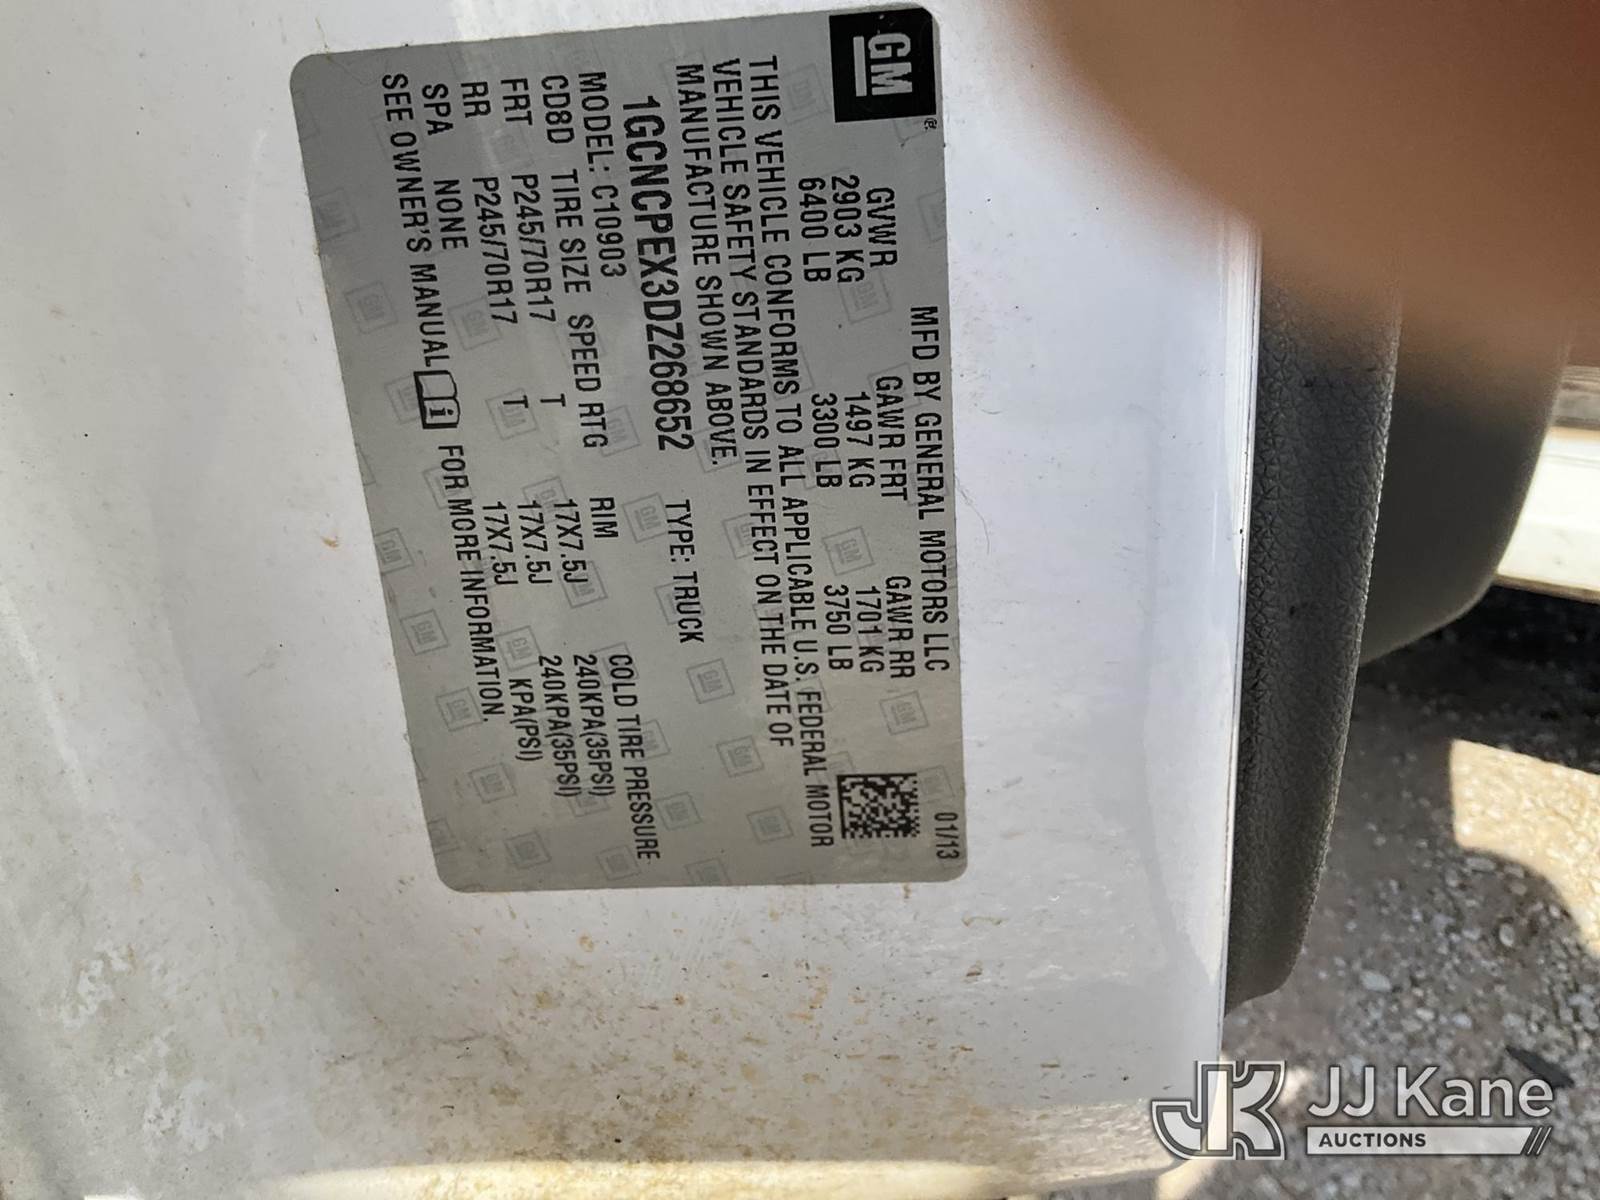 GM®
MFD BY GENERAL MOTORS LLC 01/13
GVWR GAWR FRT GAWR RR
2903 KG 1497 KG 1701 KG
6400 LB 3300 LB 3750 LB
THIS VEHICLE CONFORMS TO ALL APPLICABLE U.S. FEDERAL MOTOR
VEHICLE SAFETY STANDARDS IN EFFECT ON THE DATE OF
MANUFACTURE SHOWN ABOVE.
1GCNCPEX3DZ268652 TYPE: TRUCK
MODEL: C10903
CD8D TIRE SIZE SPEED RTG RIM COLD TIRE PRESSURE
FRT P245/70R17 T 17X7.5J 240KPA(35PSI)
RR P245/70R17 T 17X7.5J 240KPA(35PSI)
SPA NONE 17X7.5J KPA(PSI)
SEE OWNER'S MANUAL FOR MORE INFORMATION.
JK JJ Kane
AUCTIONS